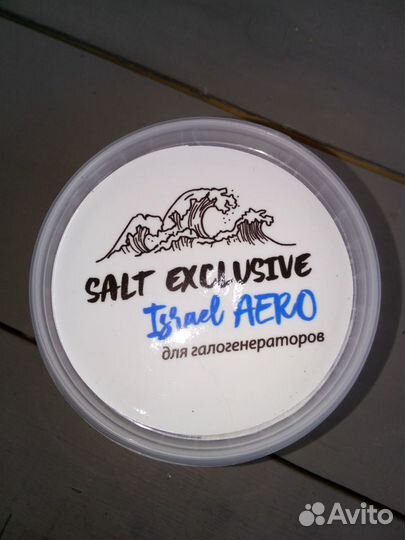 SALT EXCLUSIVE
Israel AERO
для галогенераторов
Avito